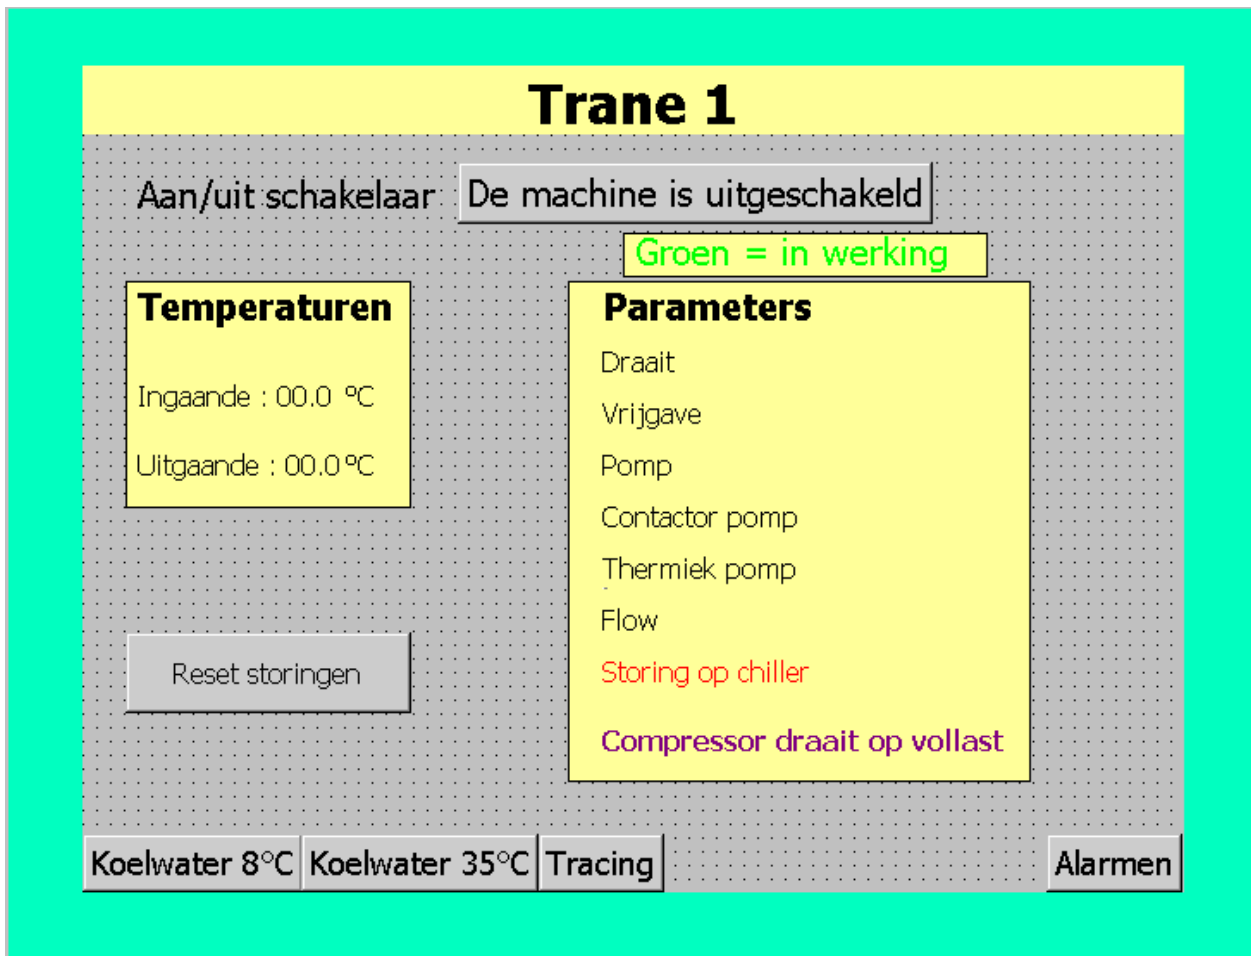 Trane 1
Aan/uit schakelaar De machine is uitgeschakeld
Groen = in werking
Temperaturen
Ingaande : 00.0 ºC
Uitgaande : 00.0ºC
Parameters
Draait
Vrijgave
Pomp
Contactor pomp
Thermiek pomp
Flow
Storing op chiller
Compressor draait op vollast
Reset storingen
Koelwater 8°C Koelwater 35°C Tracing Alarmen